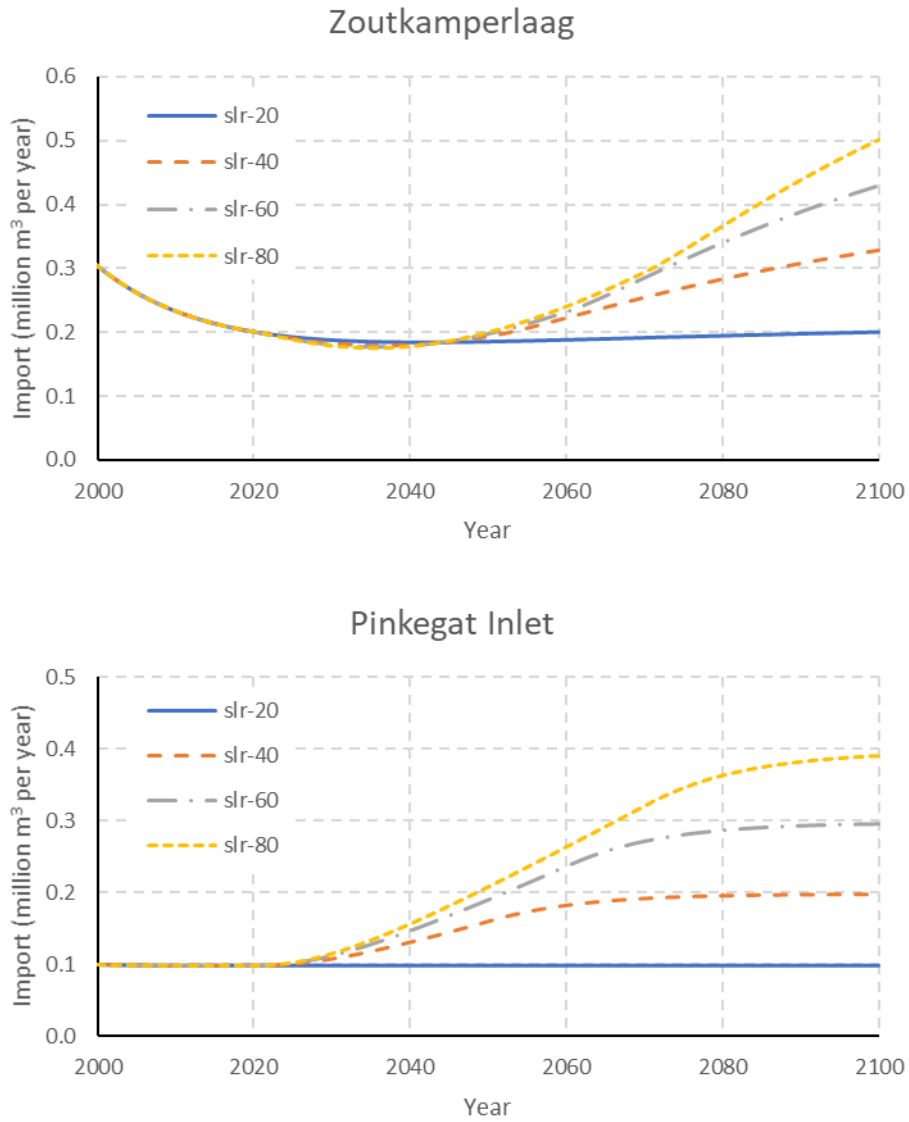 Zoutkamperlaag
Import (million m³ per year)
0.6
0.5
0.4
0.3
0.2
0.1
0.0
slr-20
slr-40
slr-60
slr-80
2000 2020 2040 2060 2080 2100
Year
Pinkegat Inlet
Import (million m³ per year)
0.5
0.4
0.3
0.2
0.1
0.0
slr-20
slr-40
slr-60
slr-80
2000 2020 2040 2060 2080 2100
Year